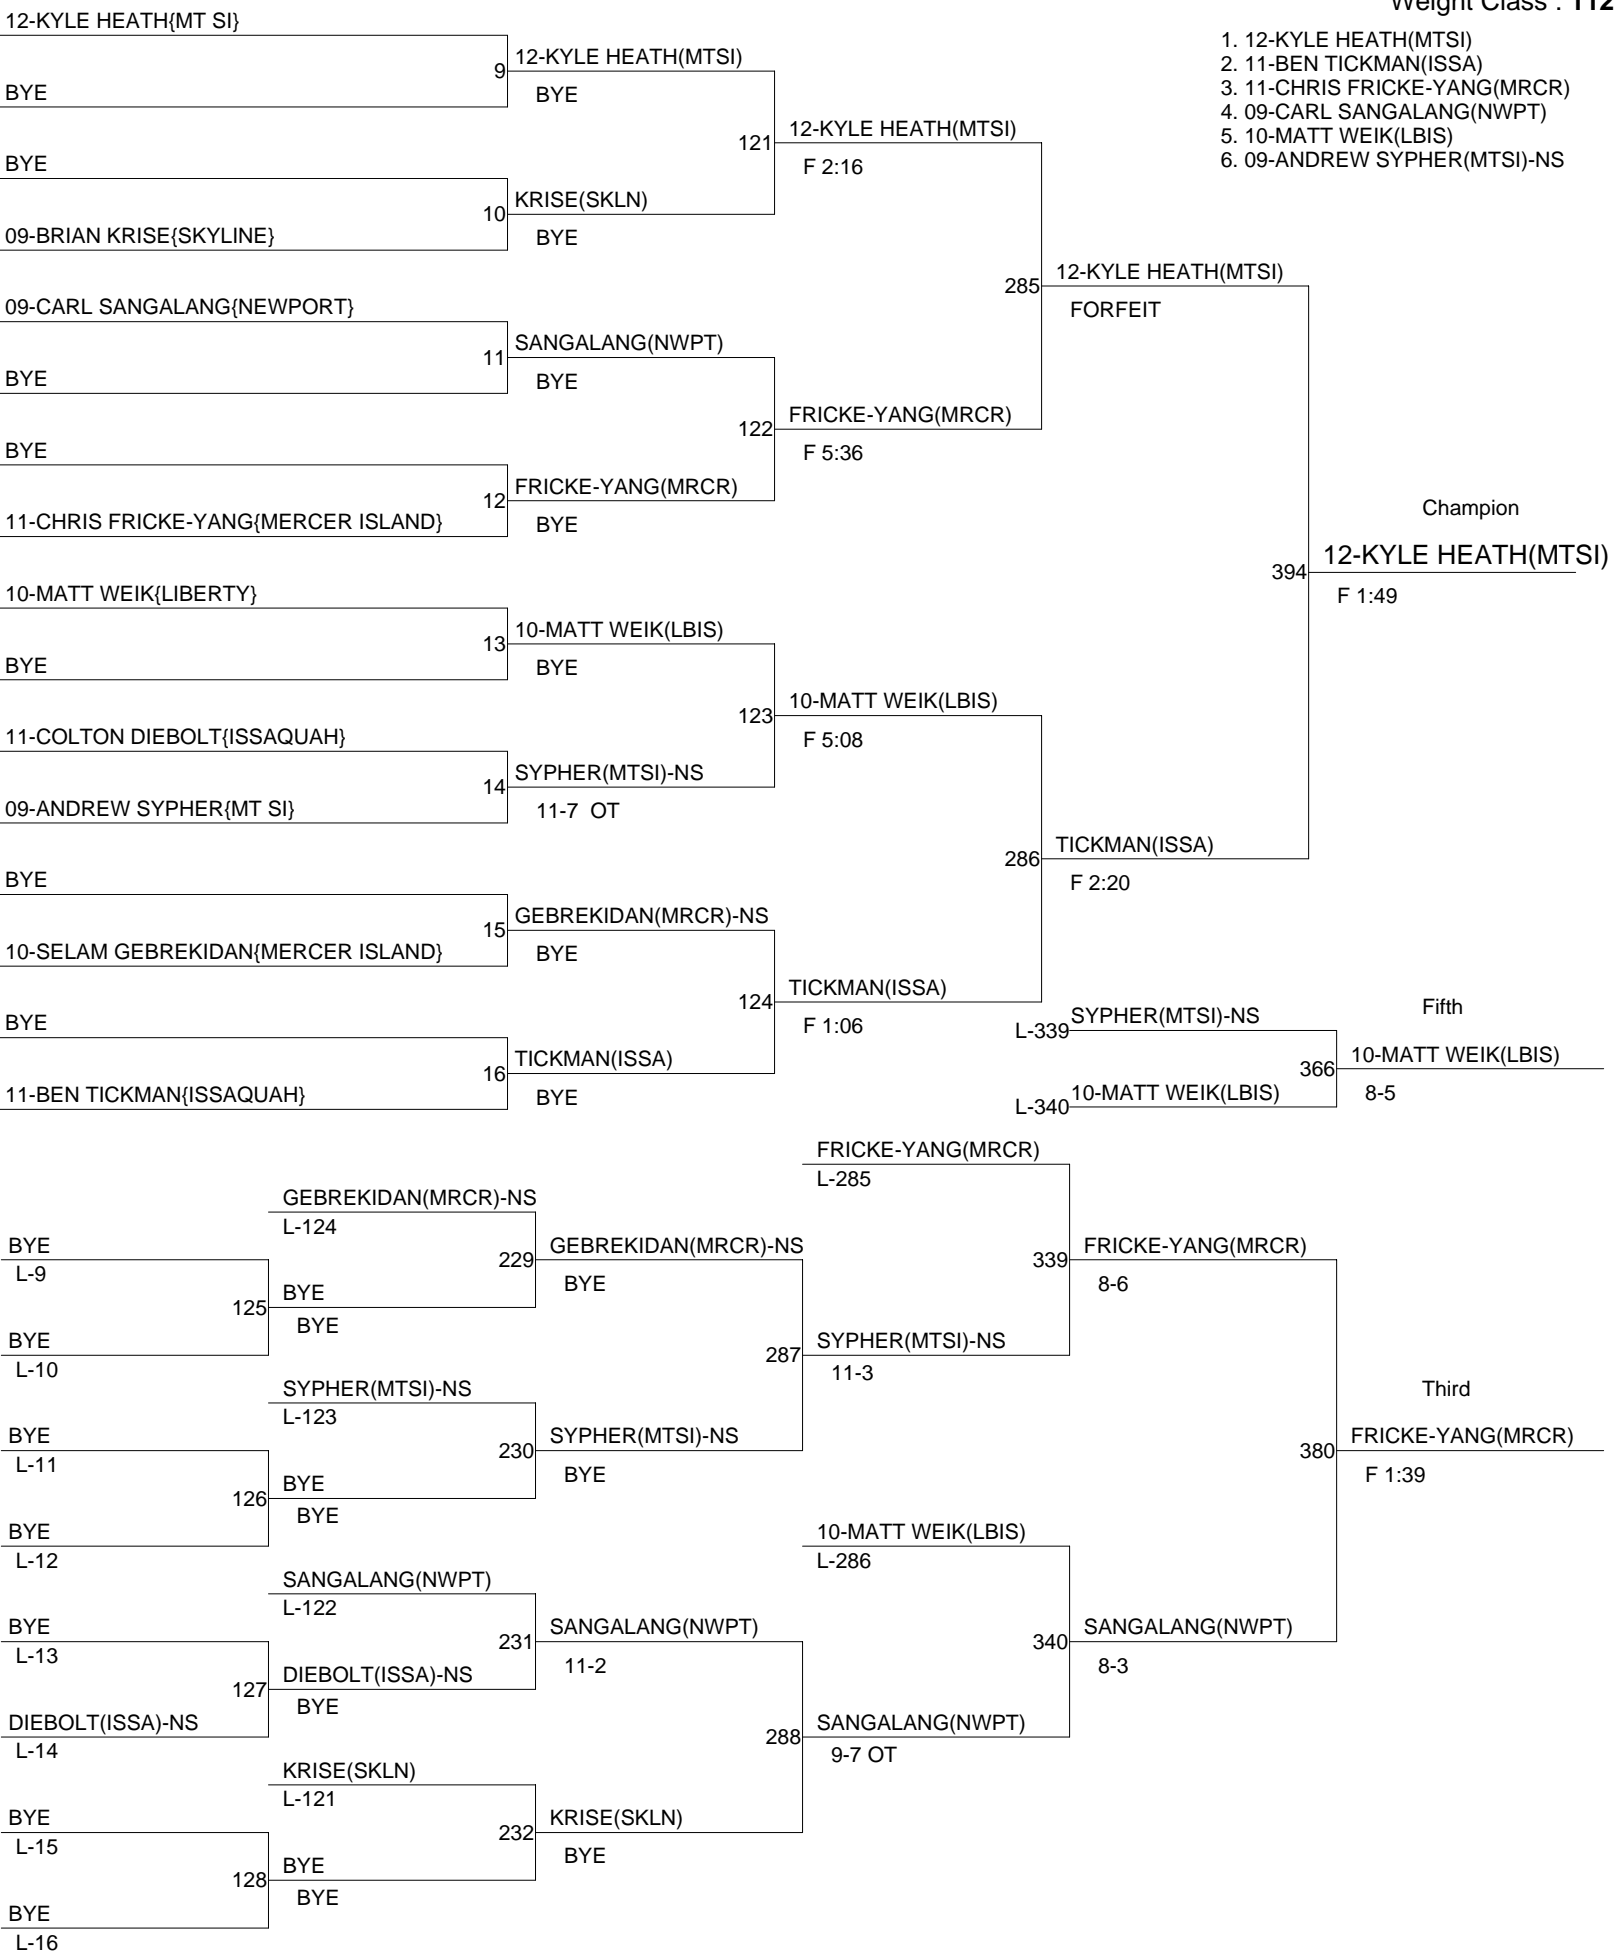 Weight Class : 112
1. 12-KYLE HEATH(MTSI)
2. 11-BEN TICKMAN(ISSA)
3. 11-CHRIS FRICKE-YANG(MRCR)
4. 09-CARL SANGALANG(NWPT)
5. 10-MATT WEIK(LBIS)
6. 09-ANDREW SYPHER(MTSI)-NS
12-KYLE HEATH{MT SI}
BYE
BYE
09-BRIAN KRISE{SKYLINE}
09-CARL SANGALANG{NEWPORT}
BYE
BYE
11-CHRIS FRICKE-YANG{MERCER ISLAND}
10-MATT WEIK{LIBERTY}
BYE
11-COLTON DIEBOLT{ISSAQUAH}
09-ANDREW SYPHER{MT SI}
BYE
10-SELAM GEBREKIDAN{MERCER ISLAND}
BYE
11-BEN TICKMAN{ISSAQUAH}
9
12-KYLE HEATH(MTSI)
BYE
10
KRISE(SKLN)
BYE
11
SANGALANG(NWPT)
BYE
12
FRICKE-YANG(MRCR)
BYE
13
10-MATT WEIK(LBIS)
BYE
14
SYPHER(MTSI)-NS
11-7 OT
15
GEBREKIDAN(MRCR)-NS
BYE
16
TICKMAN(ISSA)
BYE
121
12-KYLE HEATH(MTSI)
F 2:16
122
FRICKE-YANG(MRCR)
F 5:36
123
10-MATT WEIK(LBIS)
F 5:08
124
TICKMAN(ISSA)
F 1:06
285
12-KYLE HEATH(MTSI)
FORFEIT
286
TICKMAN(ISSA)
F 2:20
Champion
394
12-KYLE HEATH(MTSI)
F 1:49
L-339
SYPHER(MTSI)-NS
L-340
10-MATT WEIK(LBIS)
Fifth
366
10-MATT WEIK(LBIS)
8-5
BYE
L-9
BYE
L-10
BYE
L-11
BYE
L-12
BYE
L-13
DIEBOLT(ISSA)-NS
L-14
BYE
L-15
BYE
L-16
GEBREKIDAN(MRCR)-NS
L-124
125
BYE
BYE
SYPHER(MTSI)-NS
L-123
126
BYE
BYE
SANGALANG(NWPT)
L-122
127
DIEBOLT(ISSA)-NS
BYE
KRISE(SKLN)
L-121
128
BYE
BYE
229
GEBREKIDAN(MRCR)-NS
BYE
230
SYPHER(MTSI)-NS
BYE
231
SANGALANG(NWPT)
11-2
232
KRISE(SKLN)
BYE
FRICKE-YANG(MRCR)
L-285
287
SYPHER(MTSI)-NS
11-3
10-MATT WEIK(LBIS)
L-286
288
SANGALANG(NWPT)
9-7 OT
339
FRICKE-YANG(MRCR)
8-6
340
SANGALANG(NWPT)
8-3
Third
380
FRICKE-YANG(MRCR)
F 1:39